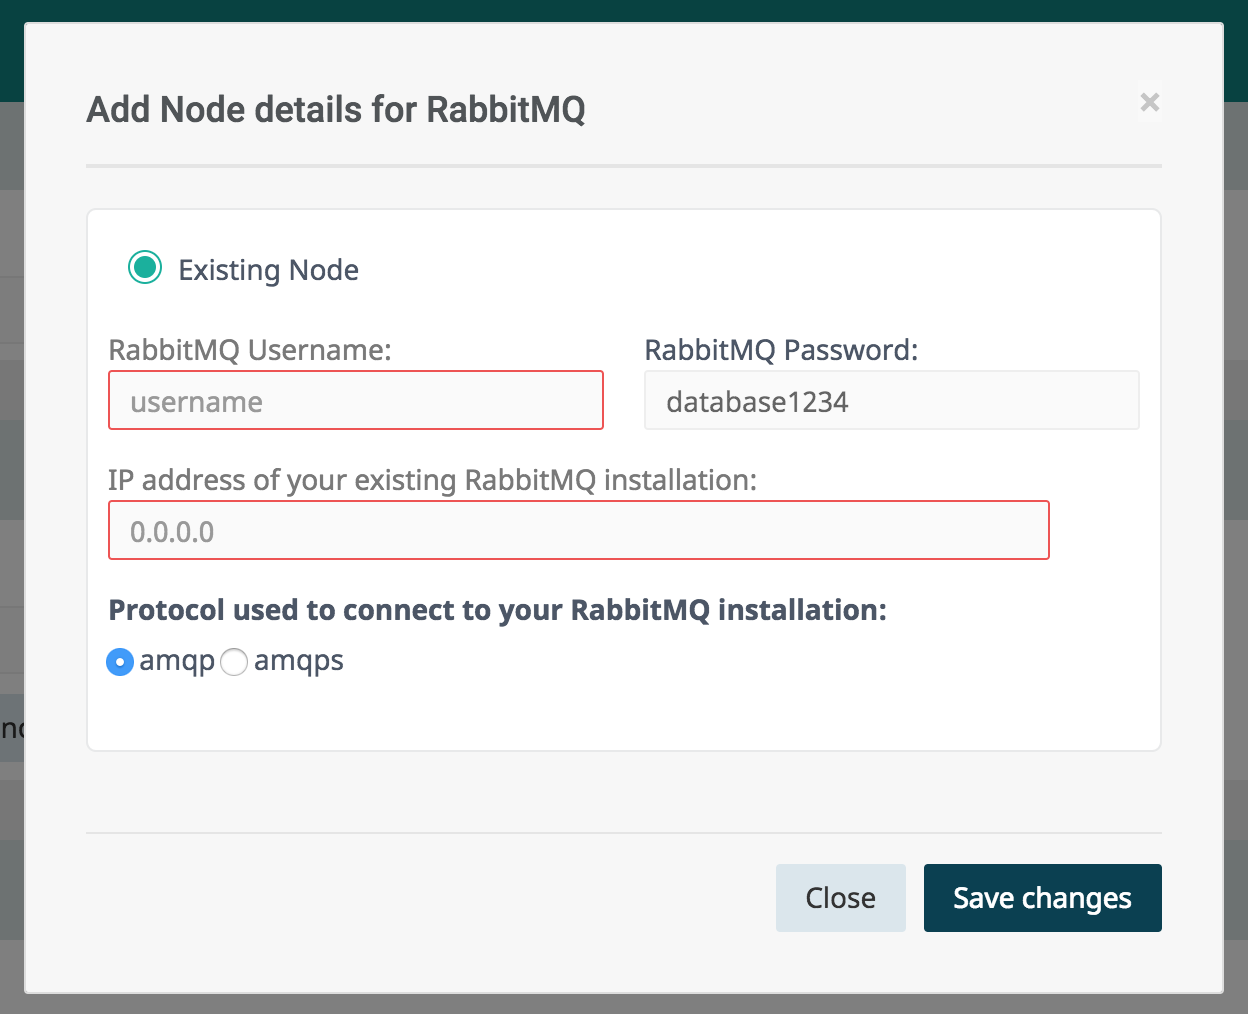 Add Node details for RabbitMQ
×
Existing Node
RabbitMQ Username: RabbitMQ Password:
username database1234
IP address of your existing RabbitMQ installation:
0.0.0.0
Protocol used to connect to your RabbitMQ installation:
amqp amqps
Close Save changes